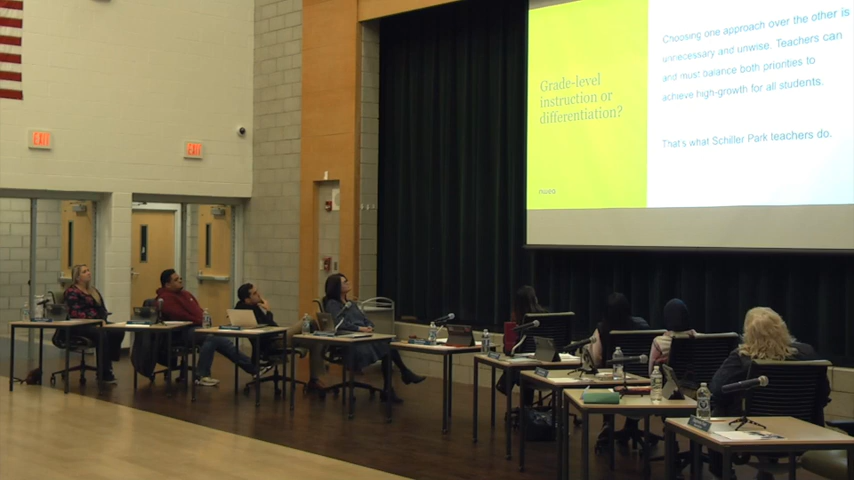 EXIT
EXIT
Grade-level
instruction or
differentiation?
Choosing one approach over the other is
unnecessary and unwise. Teachers can
and must balance both priorities to
achieve high-growth for all students.
That's what Schiller Park teachers do.